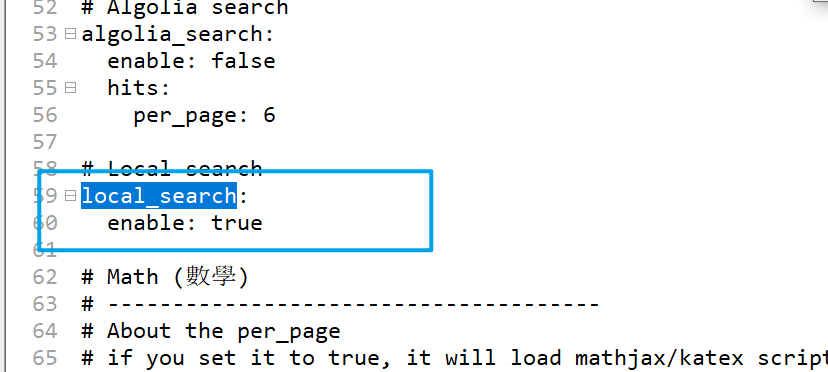 52 # Algolia search
53 algolia_search:
54 enable: false
55 hits:
56 per_page: 6
57
58 # Local search
59 local_search:
60 enable: true
61
62 # Math (數學)
63 # --------------------------------------
64 # About the per_page
65 # if you set it to true, it will load mathjax/katex script